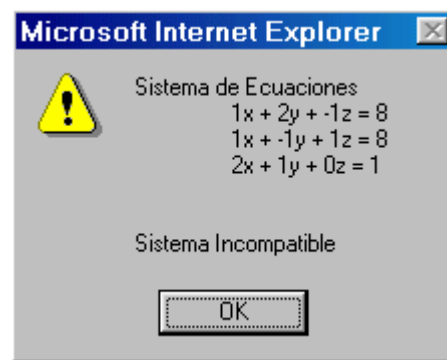 Microsoft Internet Explorer
Sistema de Ecuaciones
1x + 2y + -1z = 8
1x + -1y + 1z = 8
2x + 1y + 0z = 1
Sistema Incompatible
OK